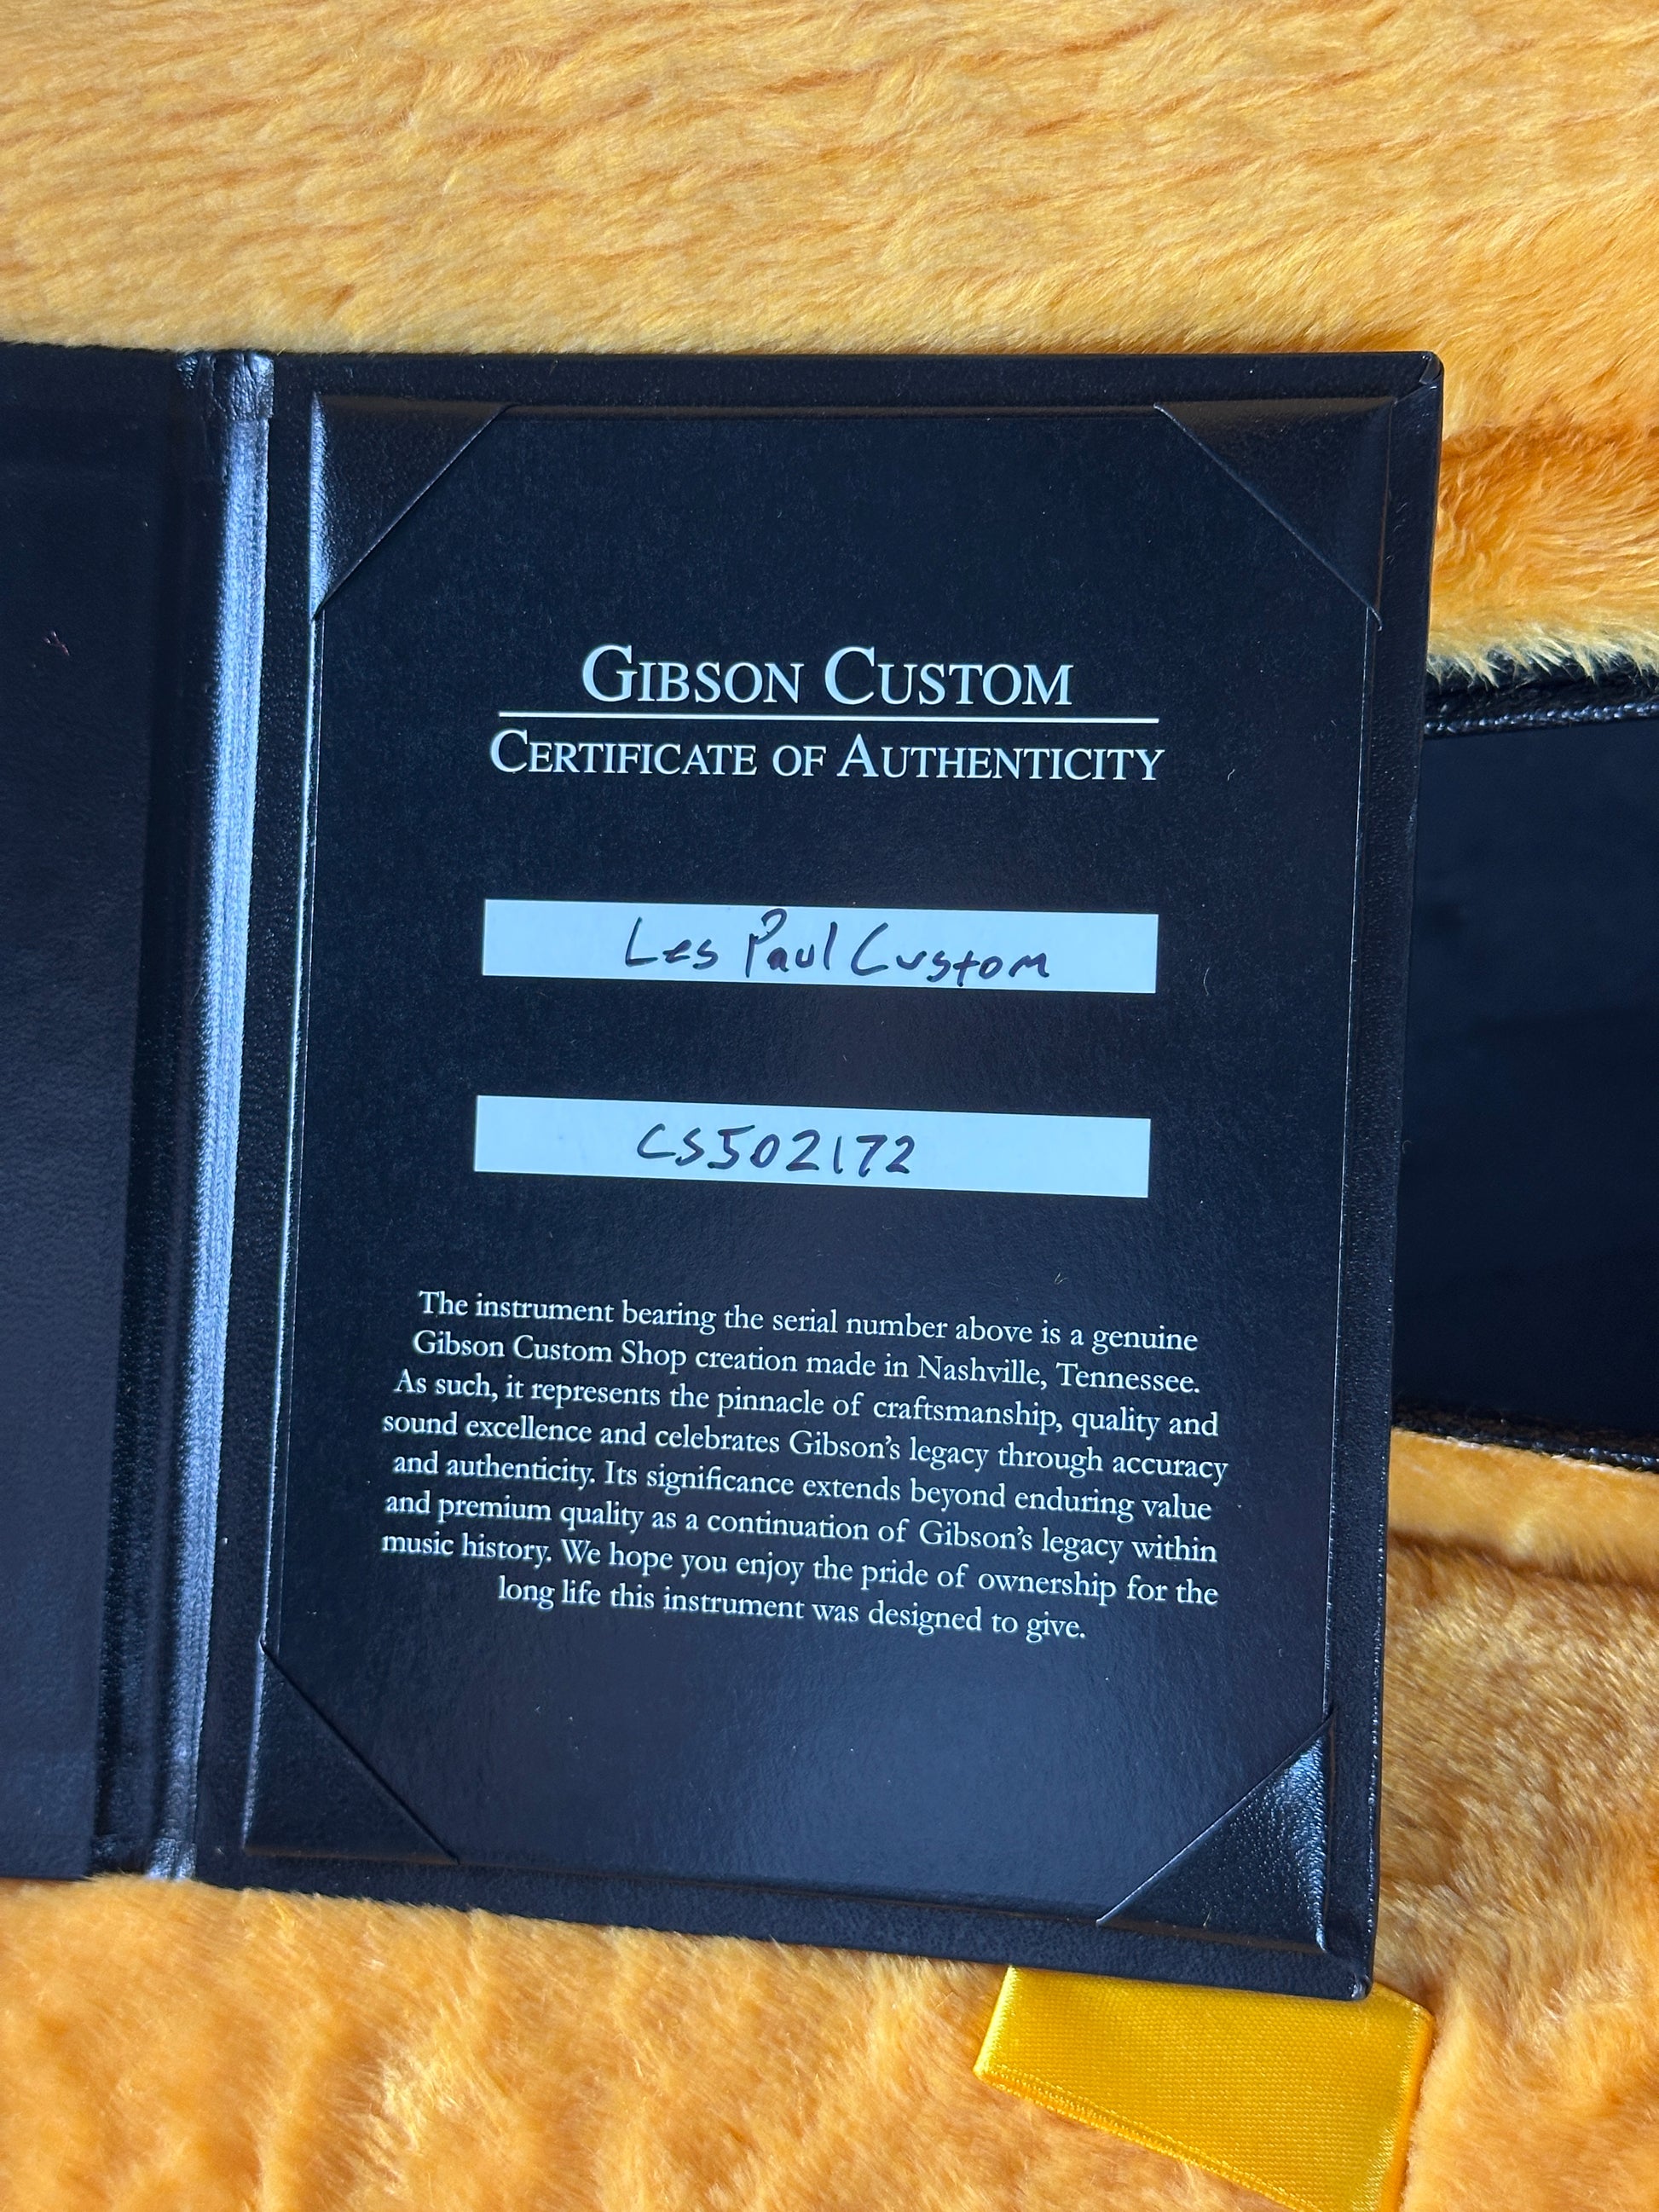 GIBSON CUSTOM
CERTIFICATE OF AUTHENTICITY
Les Paul Custom
CS502172
The instrument bearing the serial number above is a genuine
Gibson Custom Shop creation made in Nashville, Tennessee.
As such, it represents the pinnacle of craftsmanship, quality and
sound excellence and celebrates Gibson's legacy through accuracy
and authenticity. Its significance extends beyond enduring value
and premium quality as a continuation of Gibson's legacy within
music history. We hope you enjoy the pride of ownership for the
long life this instrument was designed to give.